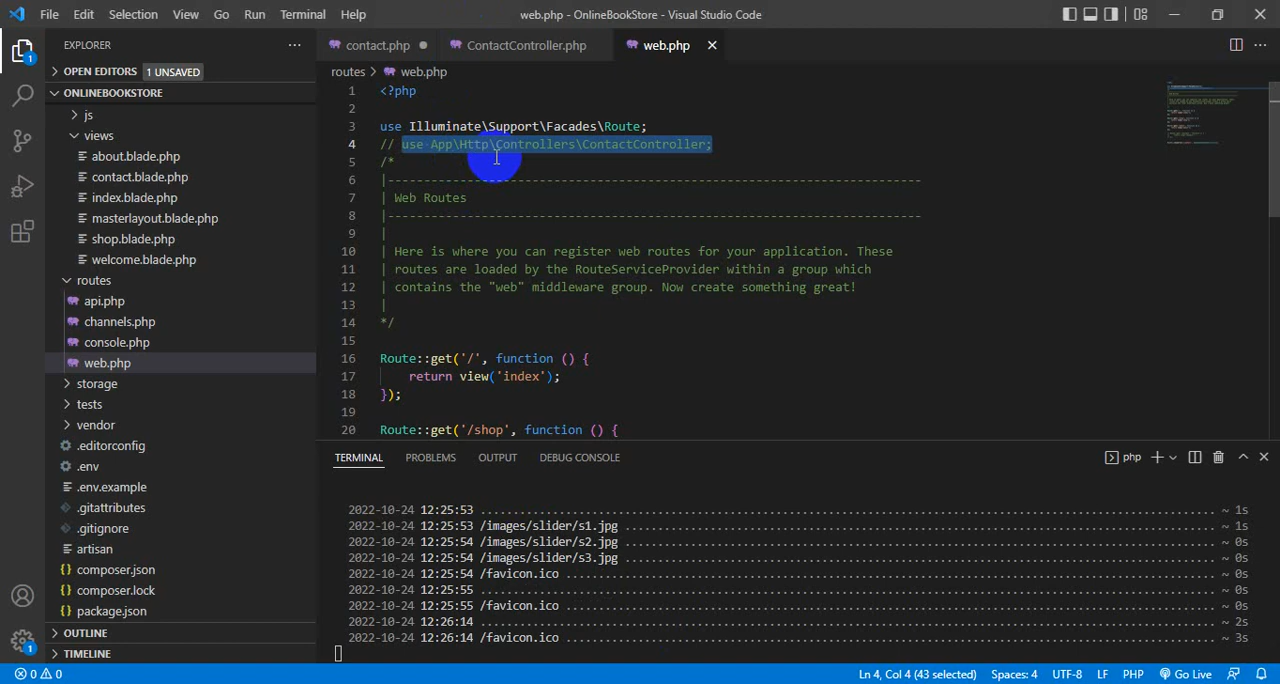 File Edit Selection View Go Run Terminal Help web.php - OnlineBookStore - Visual Studio Code
EXPLORER
1
OPEN EDITORS 1 UNSAVED
ONLINEBOOKSTORE
js
views
about.blade.php
contact.blade.php
index.blade.php
masterlayout.blade.php
shop.blade.php
welcome.blade.php
routes
api.php
channels.php
console.php
web.php
storage
tests
vendor
.editorconfig
.env
.env.example
.gitattributes
.gitignore
artisan
composer.json
composer.lock
package.json
OUTLINE
TIMELINE
1
contact.php ContactController.php web.php
routes > web.php
1 <?php
2
3 use Illuminate\Support\Facades\Route;
4 // use App\Http\Controllers\ContactController;
5 /*
6 |--------------------------------------------------------------------------
7 | Web Routes
8 |--------------------------------------------------------------------------
9 |
10 | Here is where you can register web routes for your application. These
11 | routes are loaded by the RouteServiceProvider within a group which
12 | contains the "web" middleware group. Now create something great!
13 |
14 */
15
16 Route::get('/', function () {
17 return view('index');
18 });
19
20 Route::get('/shop', function () {
TERMINAL PROBLEMS OUTPUT DEBUG CONSOLE php
2022-10-24 12:25:53 ........................................ ~ 1s
2022-10-24 12:25:53 /images/slider/s1.jpg ........................................ ~ 1s
2022-10-24 12:25:54 /images/slider/s2.jpg ........................................ ~ 0s
2022-10-24 12:25:54 /images/slider/s3.jpg ........................................ ~ 0s
2022-10-24 12:25:54 /favicon.ico ........................................ ~ 0s
2022-10-24 12:25:55 ........................................ ~ 0s
2022-10-24 12:25:55 /favicon.ico ........................................ ~ 0s
2022-10-24 12:26:14 ........................................ ~ 2s
2022-10-24 12:26:14 /favicon.ico ........................................ ~ 3s
0 0 Ln 4, Col 4 (43 selected) Spaces: 4 UTF-8 LF PHP Go Live